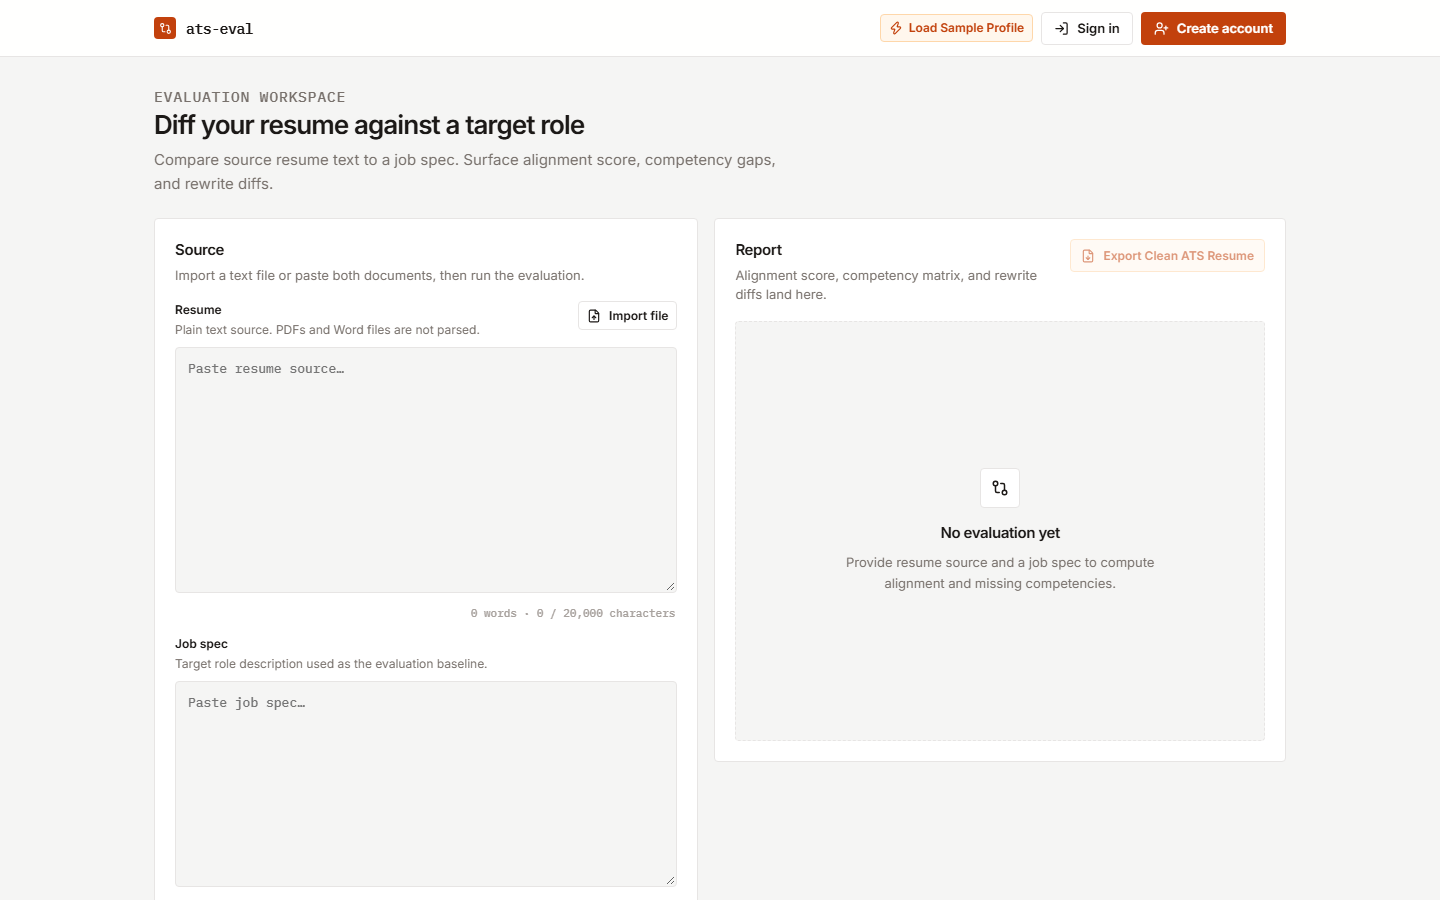 ats-eval
Load Sample Profile
Sign in
Create account
EVALUATION WORKSPACE
Diff your resume against a target role
Compare source resume text to a job spec. Surface alignment score, competency gaps,
and rewrite diffs.
Source
Import a text file or paste both documents, then run the evaluation.
Resume
Plain text source. PDFs and Word files are not parsed.
Import file
Paste resume source…
0 words · 0 / 20,000 characters
Job spec
Target role description used as the evaluation baseline.
Paste job spec…
Report
Alignment score, competency matrix, and rewrite
diffs land here.
Export Clean ATS Resume
No evaluation yet
Provide resume source and a job spec to compute
alignment and missing competencies.